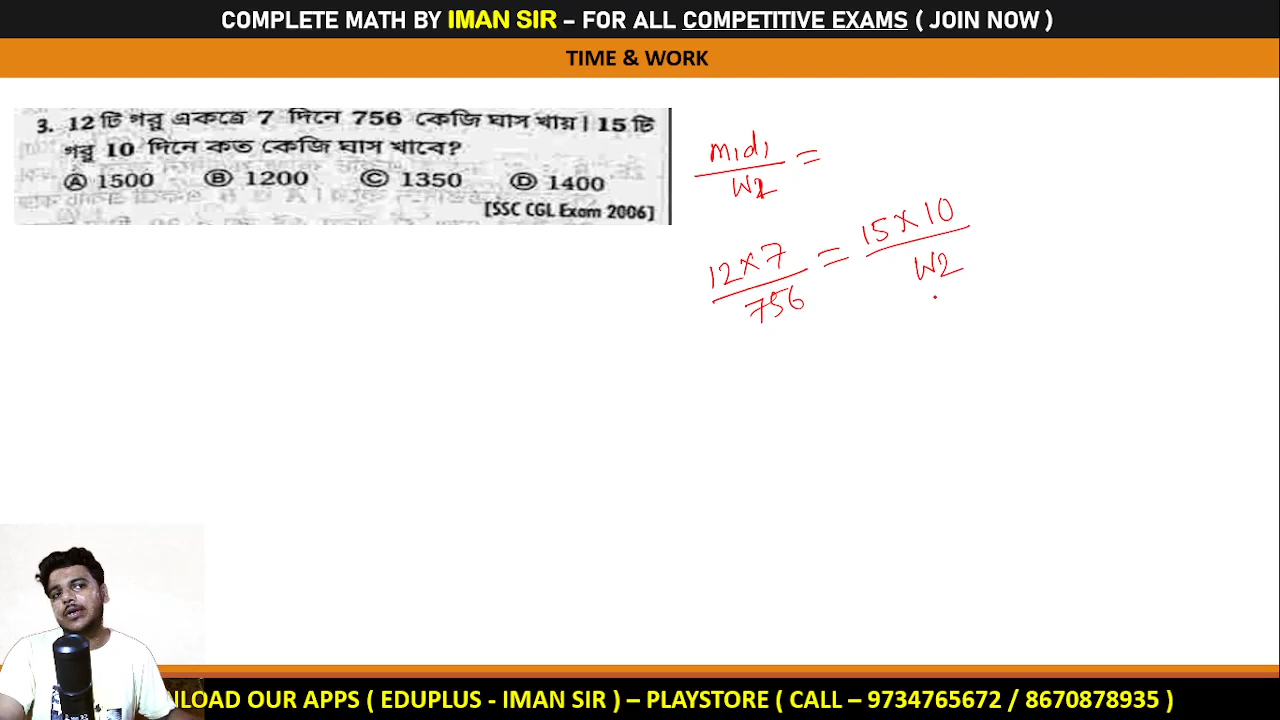 COMPLETE MATH BY IMAN SIR – FOR ALL COMPETITIVE EXAMS ( JOIN NOW )
TIME & WORK
3. 12 টি গরু একত্রে 7 দিনে 756 কেজি ঘাস খায়। 15 টি
গরু 10 দিনে কত কেজি ঘাস খাবে?
Ⓐ 1500 Ⓑ 1200 Ⓒ 1350 Ⓓ 1400
[SSC CGL Exam 2006]
m1d1 =
W1
12×7 = 15×10
756 W2
NLOAD OUR APPS ( EDUPLUS - IMAN SIR ) – PLAYSTORE ( CALL – 9734765672 / 8670878935 )